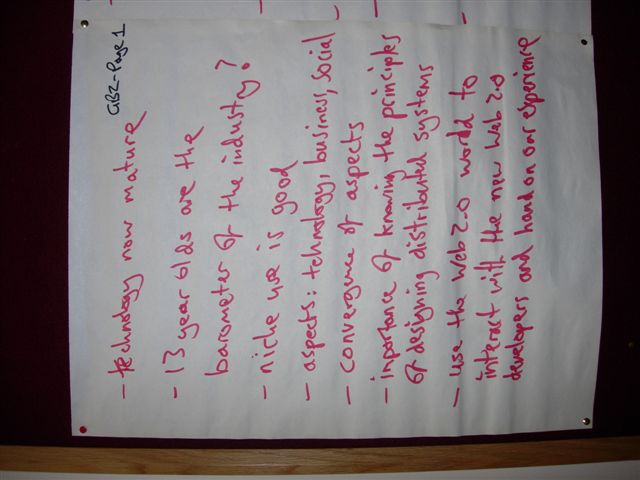 GB2-Page 1
- technology now mature
- 13 year olds are the
barometer of the industry?
- niche use is good
- aspects: technology, business, social
- convergence of aspects
- importance of knowing the principles
of designing distributed systems
- use the Web 2.0 world to
interact with the new Web 2.0
developers and hand on our experience